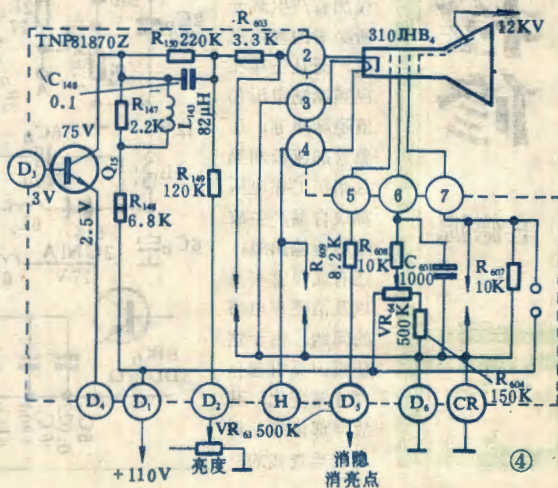 R₆₀₃
TNP81870Z
R₁₅₀ 220K
3.3K
2
310JHB₄
12KV
C₁₄₈
0.1
3
R₁₄₇
2.2K
L₁₄₃
82μH
75V
4
Q₁₅
D₃
3V
R₁₄₉
120K
5
6
7
2.5V
R₁₄₈
6.8K
R₆₀₉
8.2K
R₆₀₈
10K
C₆₀₁
1000
R₆₀₇
10K
VR₆₄
500K
R₆₀₄
150K
D₄
D₁
D₂
H
D₅
D₆
CR
VR₆₃ 500K
+110V
亮度
消隐
消亮点
④